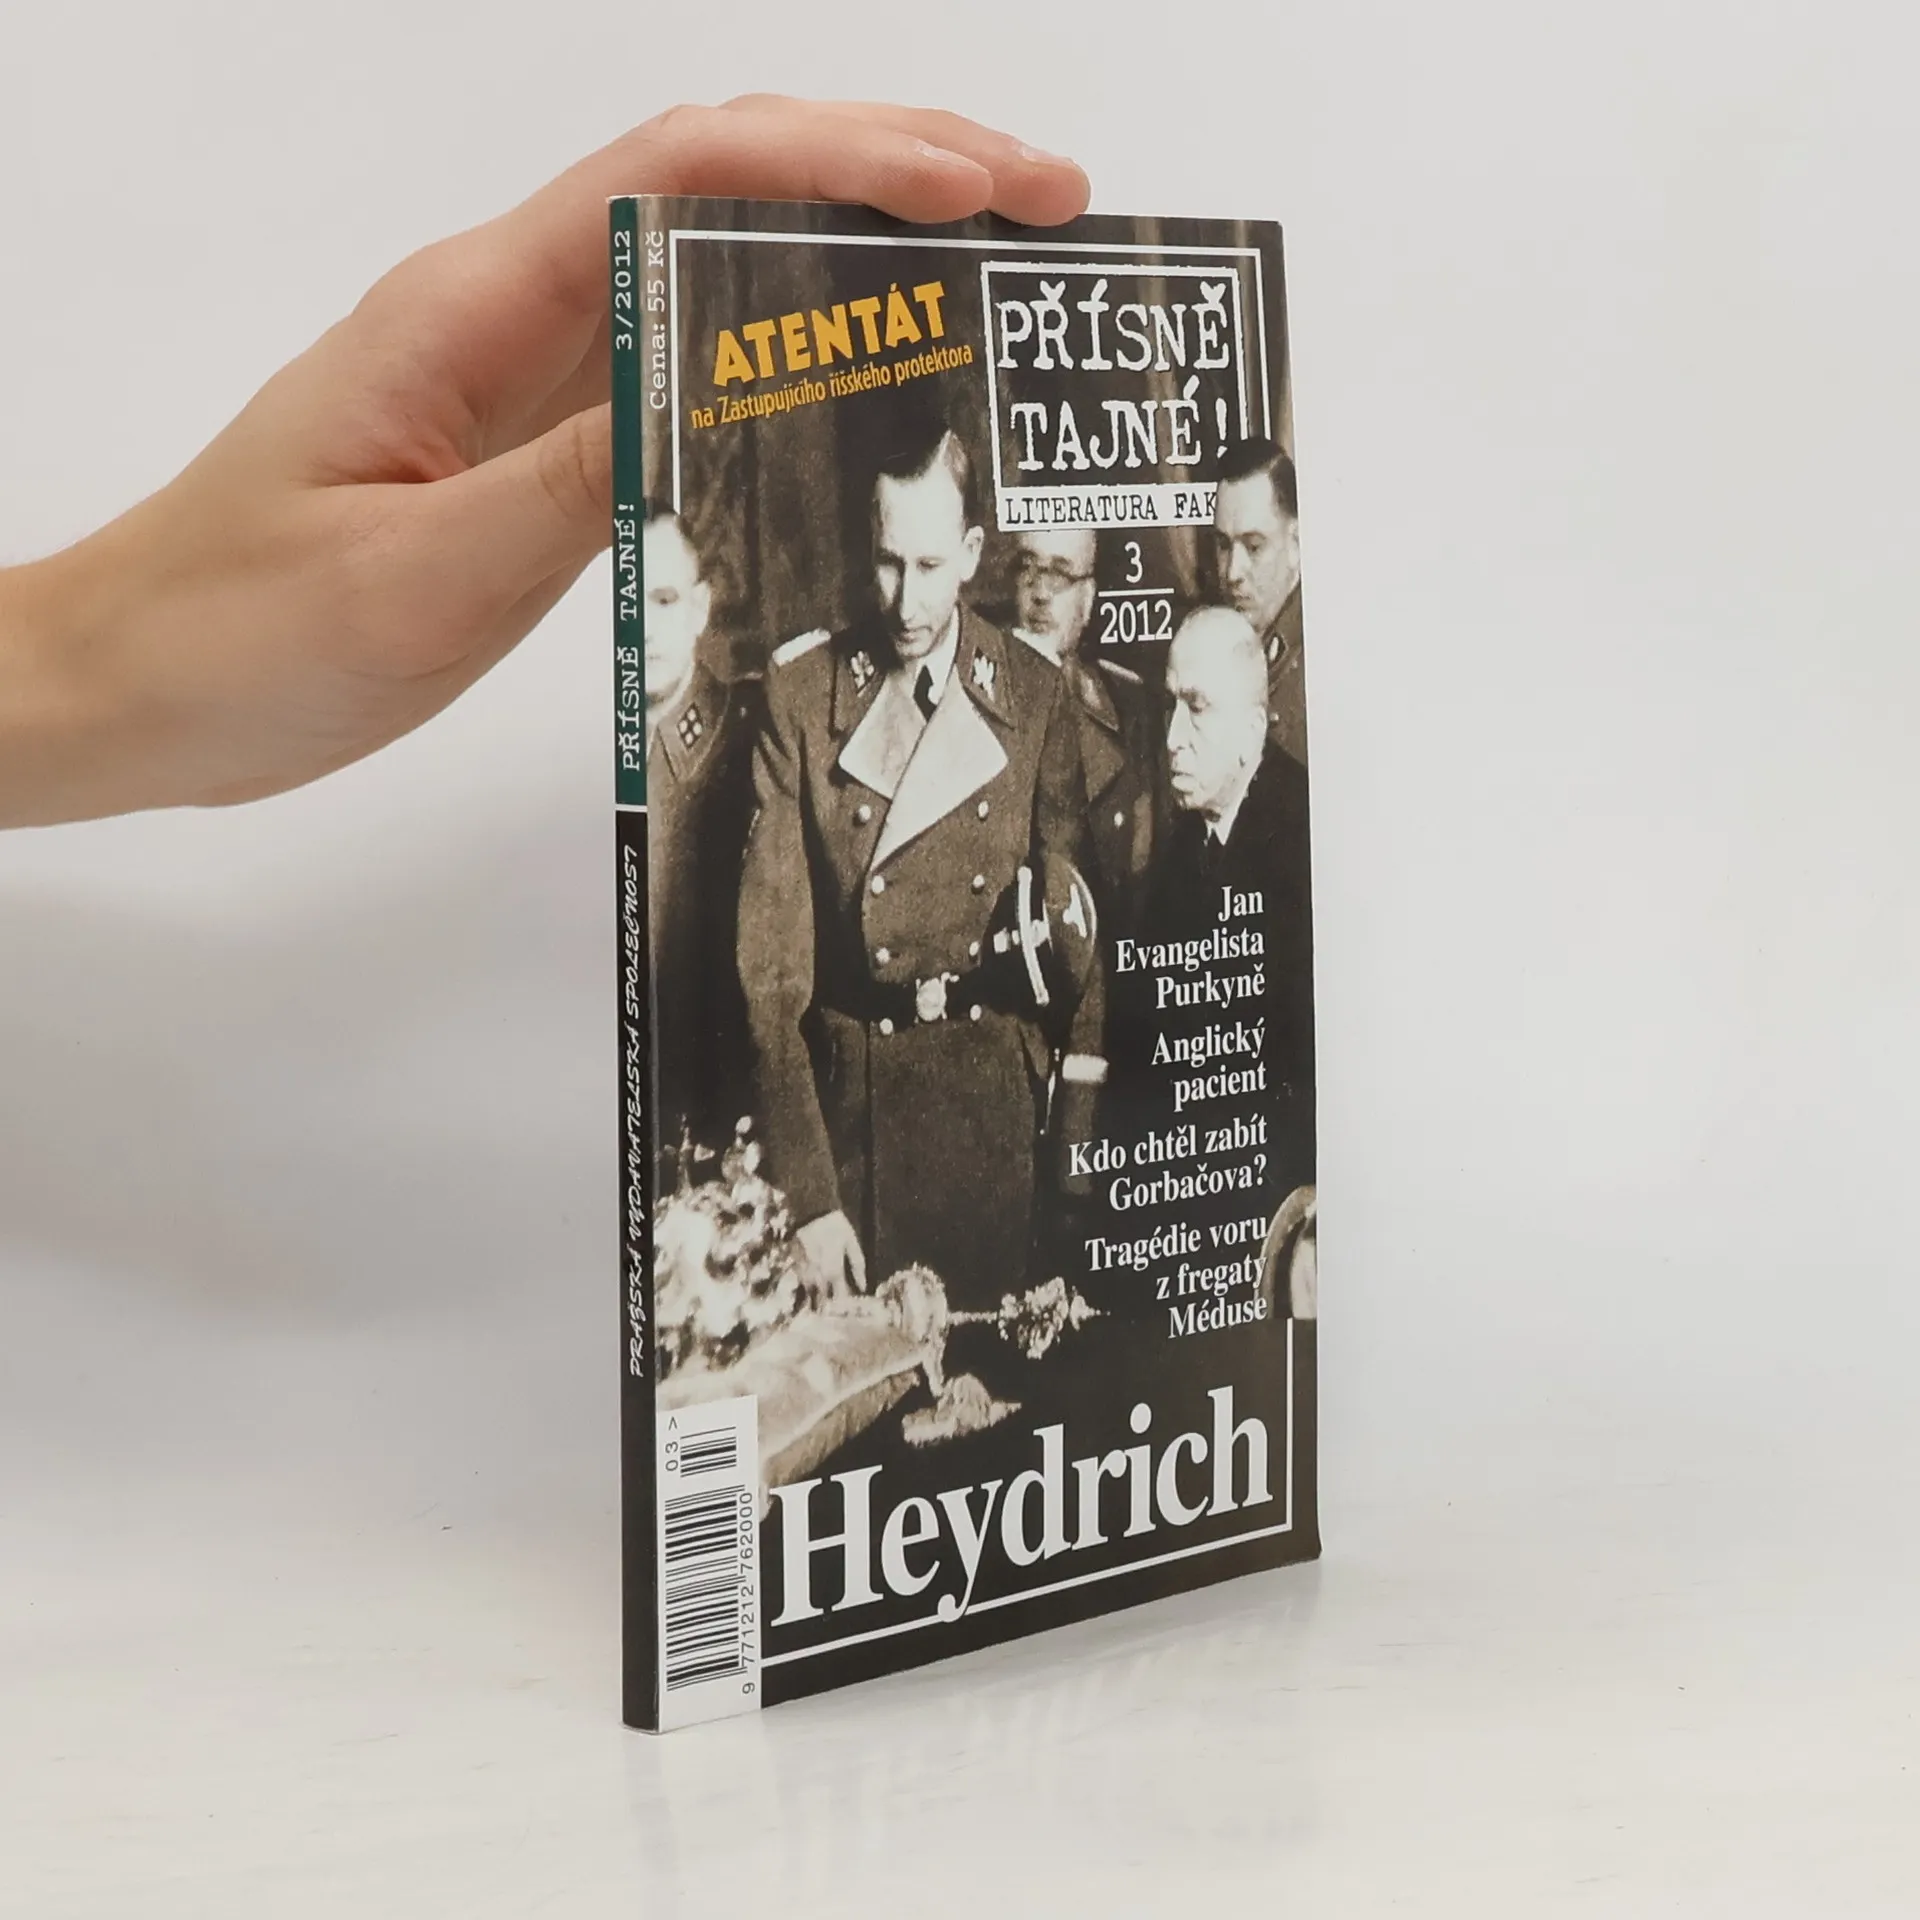 3/2012
PŘÍSNĚ TAJNÉ!
PRAŽSKÁ VYDAVATELSKÁ SPOLEČNOST
Cena: 55 Kč
ATENTÁT
na Zastupujícího říšského protektora
PŘÍSNĚ
TAJNÉ!
LITERATURA FAK
3
2012
Jan
Evangelista
Purkyně
Anglický
pacient
Kdo chtěl zabít
Gorbačova?
Tragédie voru
z fregaty
Méduse
Heydrich
03 >
9 771212 762000